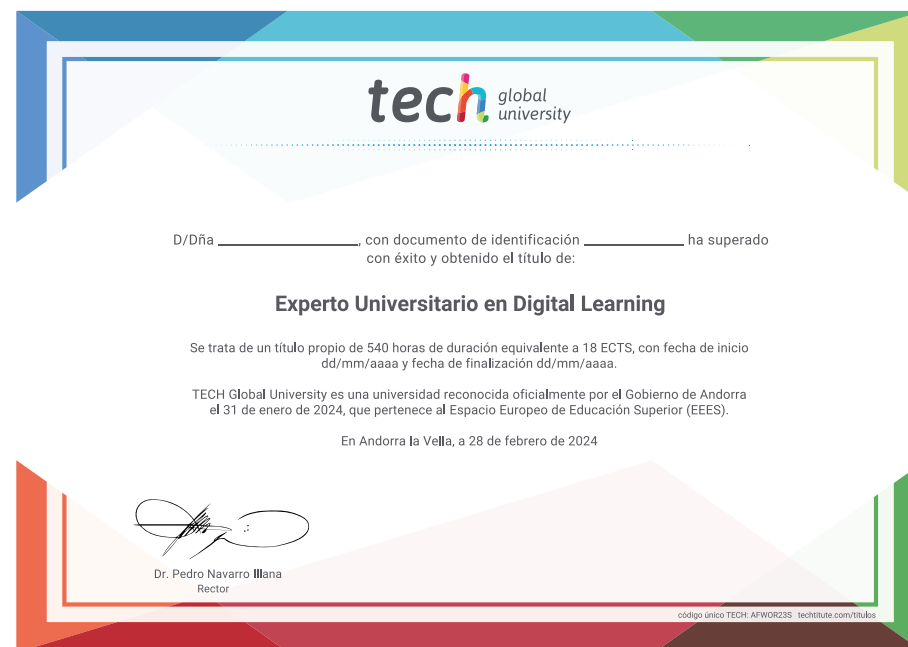 tech global university
D/Dña ____________________, con documento de identificación ______________ ha superado
con éxito y obtenido el título de:
Experto Universitario en Digital Learning
Se trata de un título propio de 540 horas de duración equivalente a 18 ECTS, con fecha de inicio
dd/mm/aaaa y fecha de finalización dd/mm/aaaa.
TECH Global University es una universidad reconocida oficialmente por el Gobierno de Andorra
el 31 de enero de 2024, que pertenece al Espacio Europeo de Educación Superior (EEES).
En Andorra la Vella, a 28 de febrero de 2024
Dr. Pedro Navarro Illana
Rector
código único TECH: AFWOR23S techtitute.com/titulos